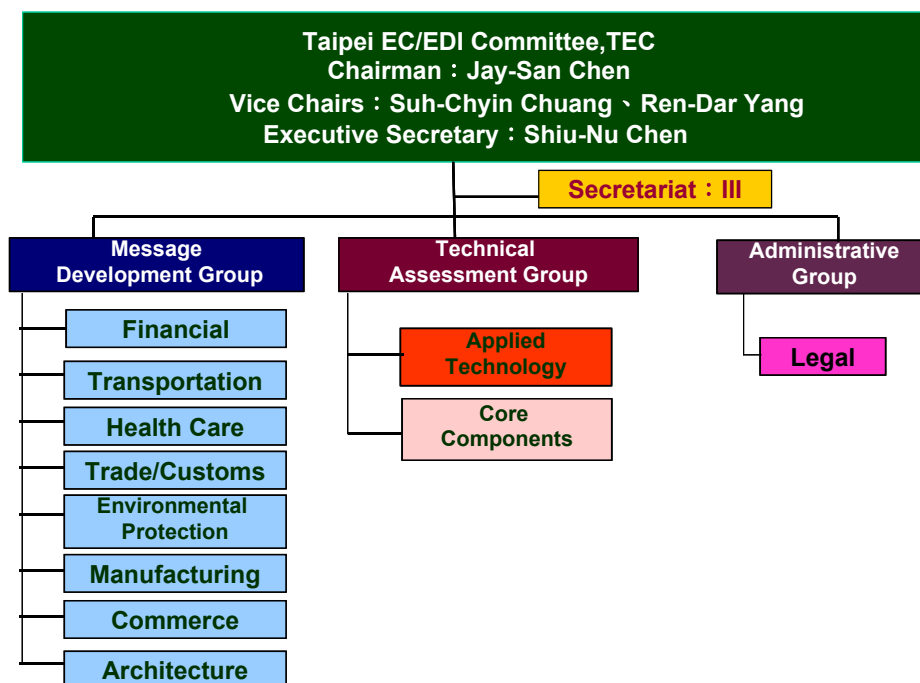 Taipei EC/EDI Committee,TEC
Chairman：Jay-San Chen
Vice Chairs：Suh-Chyin Chuang、Ren-Dar Yang
Executive Secretary：Shiu-Nu Chen
Secretariat：III
Message
Development Group
Financial
Transportation
Health Care
Trade/Customs
Environmental
Protection
Manufacturing
Commerce
Architecture
Technical
Assessment Group
Applied
Technology
Core
Components
Administrative
Group
Legal